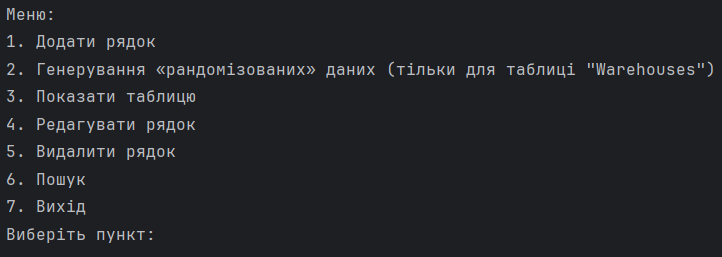 Меню:
1. Додати рядок
2. Генерування «рандомізованих» даних (тільки для таблиці "Warehouses")
3. Показати таблицю
4. Редагувати рядок
5. Видалити рядок
6. Пошук
7. Вихід
Виберіть пункт: